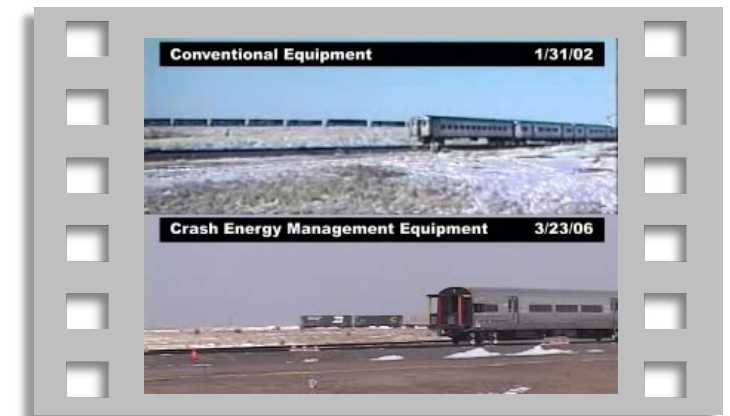 Conventional Equipment 1/31/02
Crash Energy Management Equipment 3/23/06